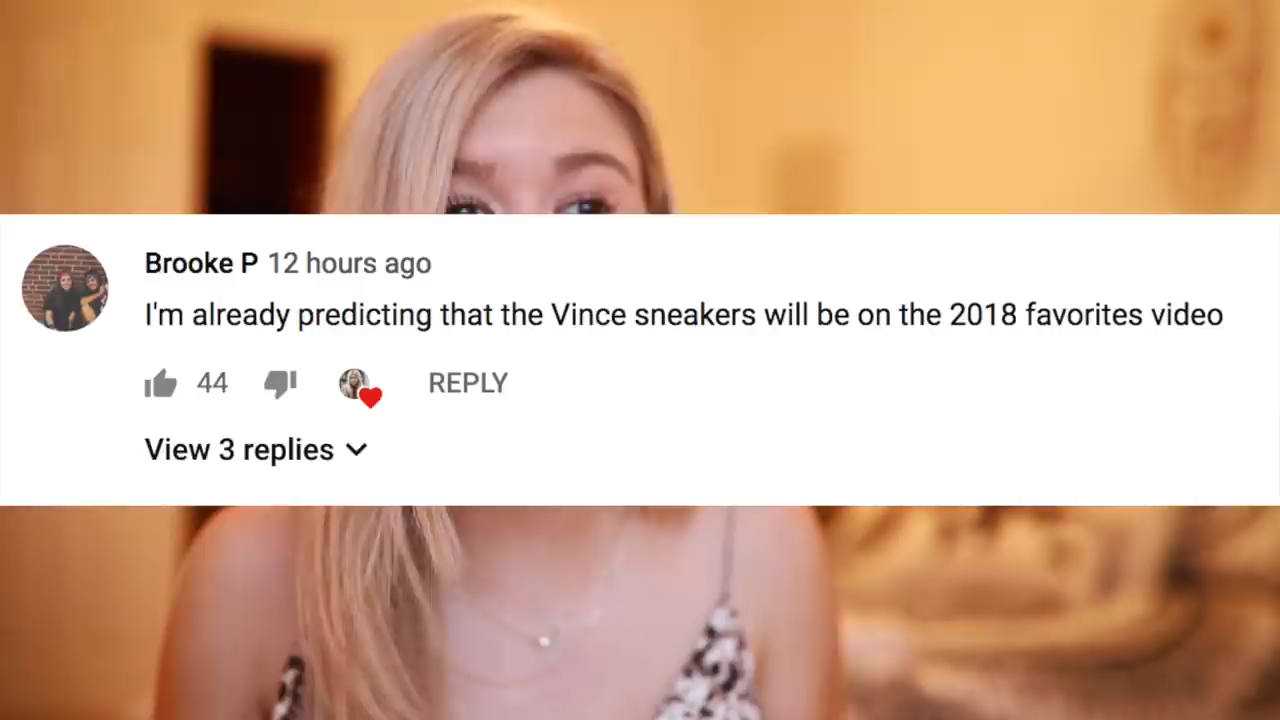 Brooke P 12 hours ago
I'm already predicting that the Vince sneakers will be on the 2018 favorites video
44
REPLY
View 3 replies